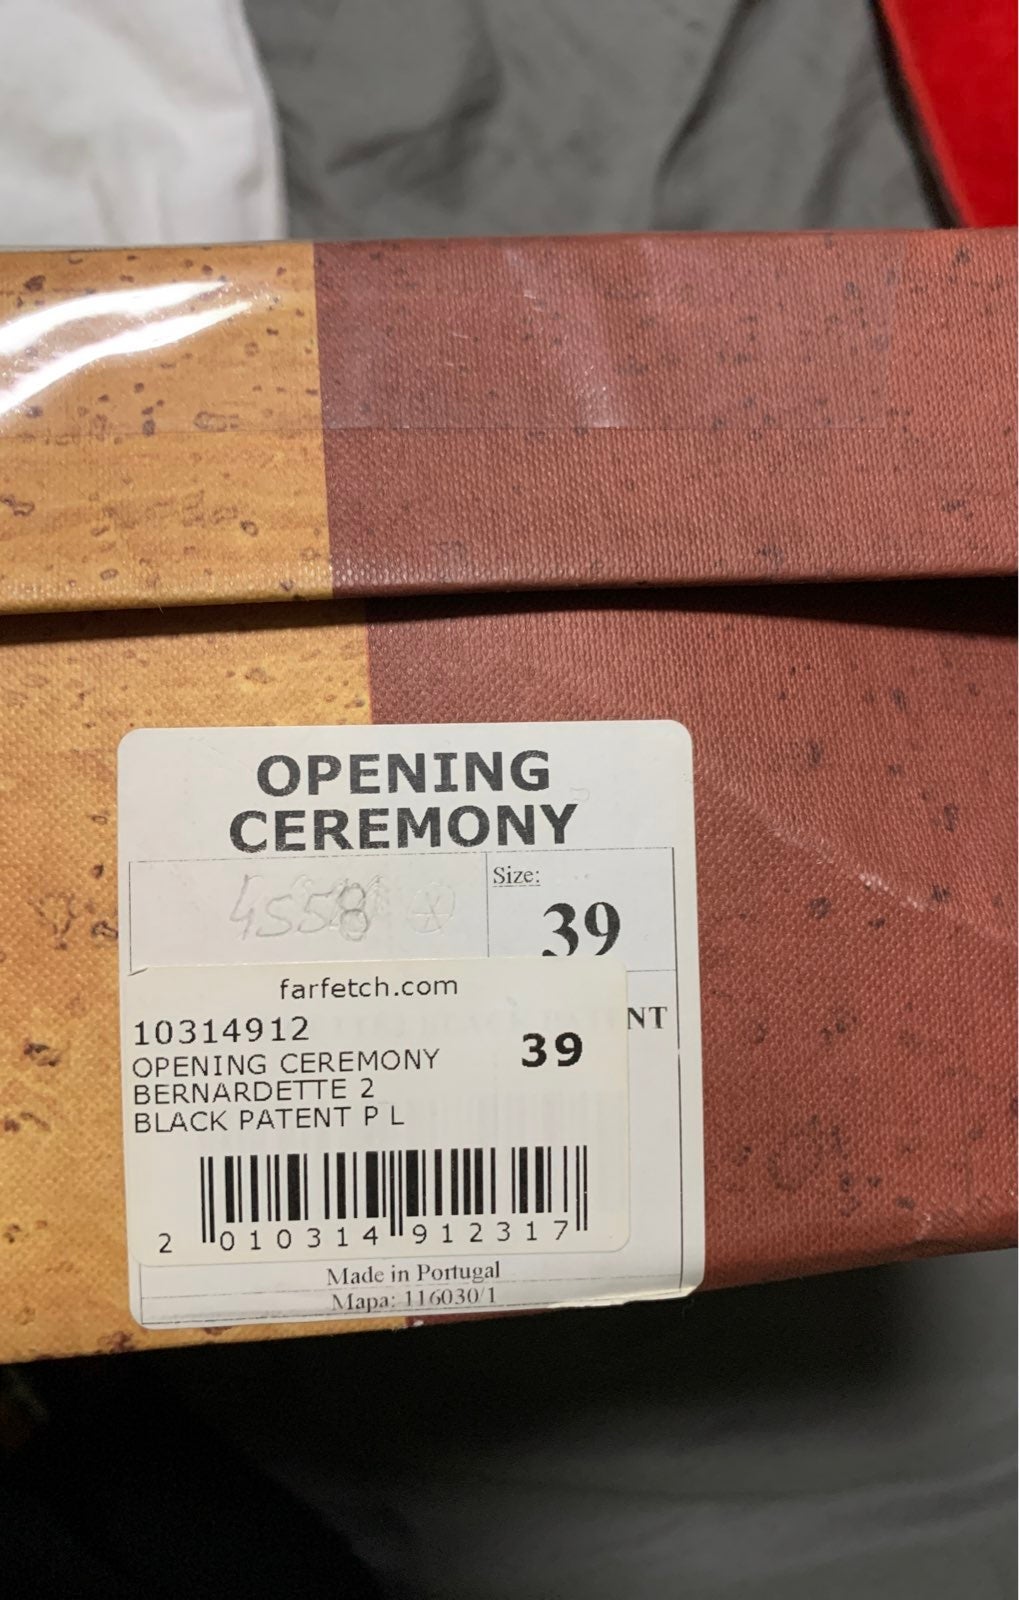 OPENING
CEREMONY
4558
Size:
39
farfetch.com
NT
10314912
39
OPENING CEREMONY
BERNARDETTE 2
BLACK PATENT P L
2 010314 912317
Made in Portugal
Mapa: 116030/1